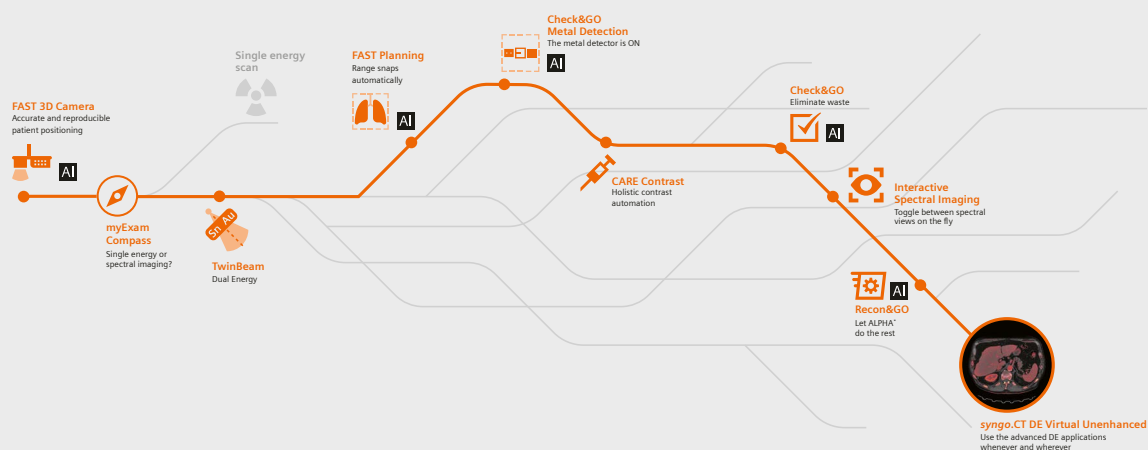 FAST 3D Camera
Accurate and reproducible
patient positioning
AI
myExam
Compass
Single energy or
spectral imaging?
Single energy
scan
Sn Au
TwinBeam
Dual Energy
FAST Planning
Range snaps
automatically
AI
Check&GO
Metal Detection
The metal detector is ON
AI
CARE Contrast
Holistic contrast
automation
Check&GO
Eliminate waste
AI
Interactive
Spectral Imaging
Toggle between spectral
views on the fly
AI
Recon&GO
Let ALPHA*
do the rest
syngo.CT DE Virtual Unenhanced
Use the advanced DE applications
whenever and wherever